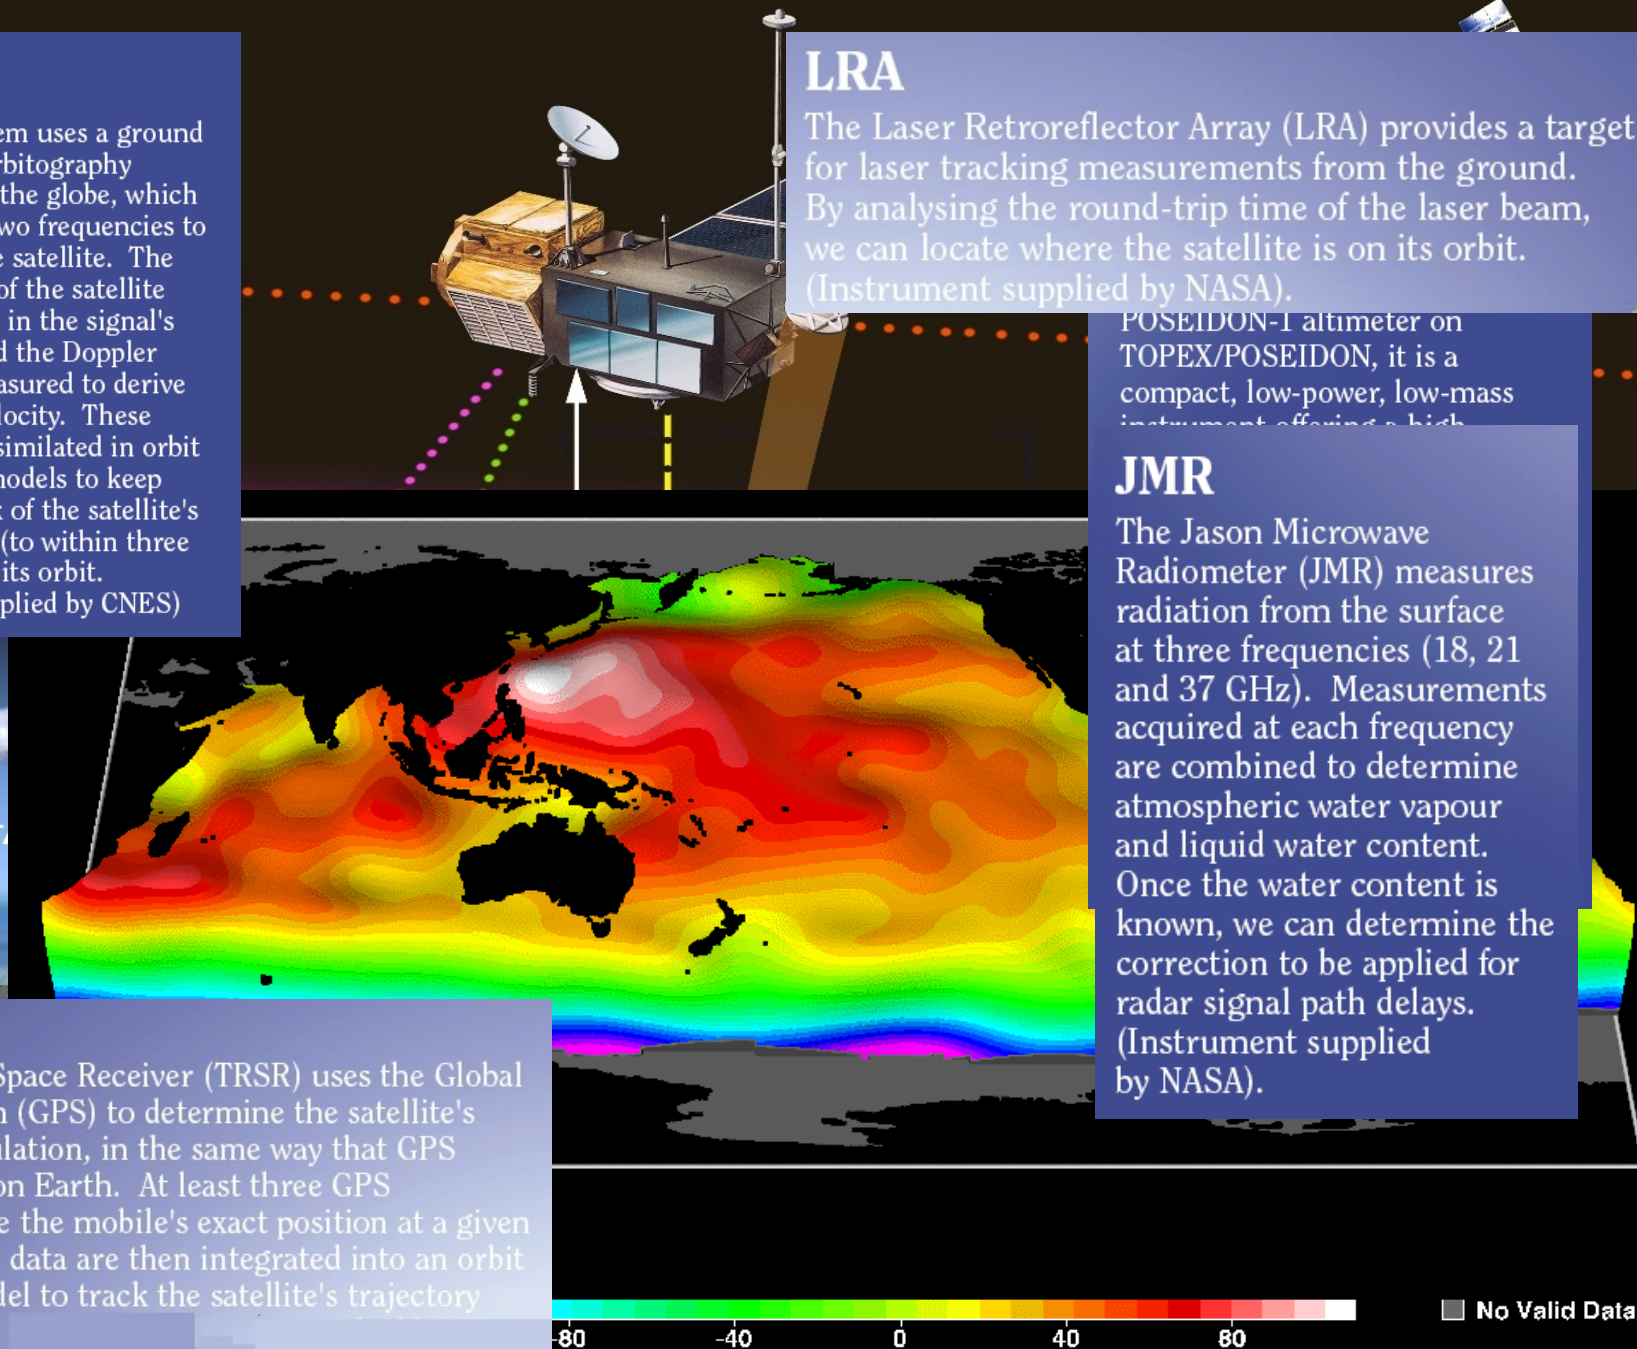 em uses a ground
rbitography
the globe, which
wo frequencies to
e satellite. The
of the satellite
in the signal's
d the Doppler
asured to derive
locity. These
similated in orbit
nodels to keep
k of the satellite's
(to within three
its orbit.
plied by CNES)
LRA
The Laser Retroreflector Array (LRA) provides a target
for laser tracking measurements from the ground.
By analysing the round-trip time of the laser beam,
we can locate where the satellite is on its orbit.
(Instrument supplied by NASA).
POSEIDON-1 altimeter on
TOPEX/POSEIDON, it is a
compact, low-power, low-mass
instrument offering a high
JMR
The Jason Microwave
Radiometer (JMR) measures
radiation from the surface
at three frequencies (18, 21
and 37 GHz). Measurements
acquired at each frequency
are combined to determine
atmospheric water vapour
and liquid water content.
Once the water content is
known, we can determine the
correction to be applied for
radar signal path delays.
(Instrument supplied
by NASA).
Space Receiver (TRSR) uses the Global
n (GPS) to determine the satellite's
ulation, in the same way that GPS
on Earth. At least three GPS
e the mobile's exact position at a given
data are then integrated into an orbit
del to track the satellite's trajectory
-80 -40 0 40 80
No Valid Data